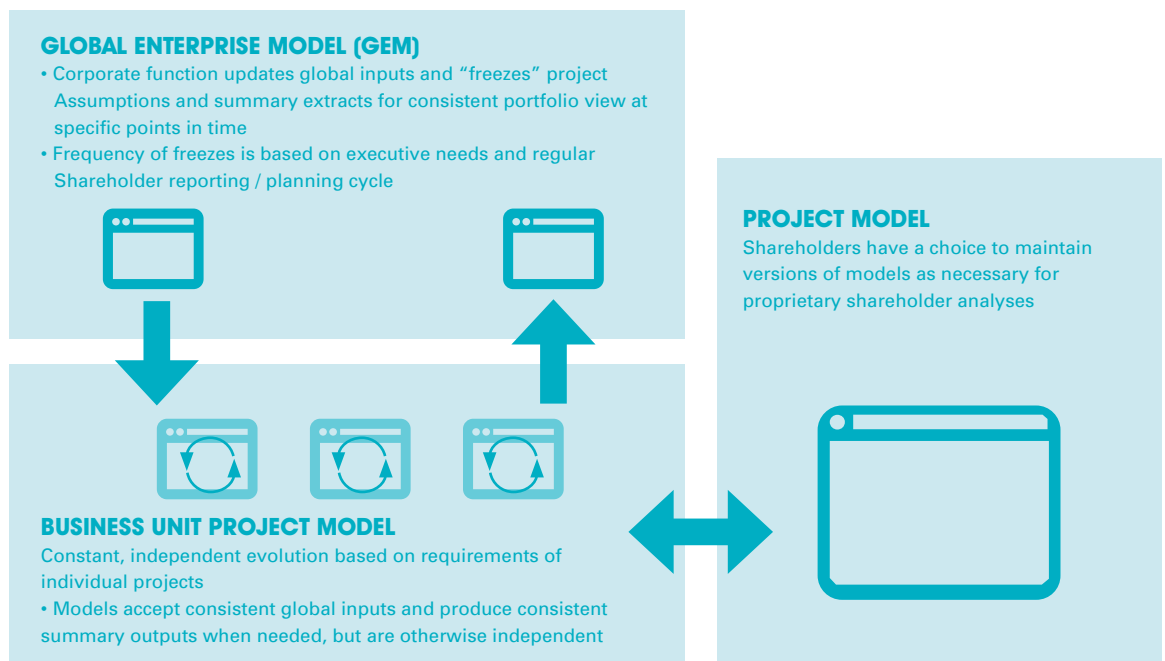 GLOBAL ENTERPRISE MODEL (GEM)
• Corporate function updates global inputs and “freezes” project
Assumptions and summary extracts for consistent portfolio view at
specific points in time
• Frequency of freezes is based on executive needs and regular
Shareholder reporting / planning cycle
PROJECT MODEL
Shareholders have a choice to maintain
versions of models as necessary for
proprietary shareholder analyses
BUSINESS UNIT PROJECT MODEL
Constant, independent evolution based on requirements of
individual projects
• Models accept consistent global inputs and produce consistent
summary outputs when needed, but are otherwise independent